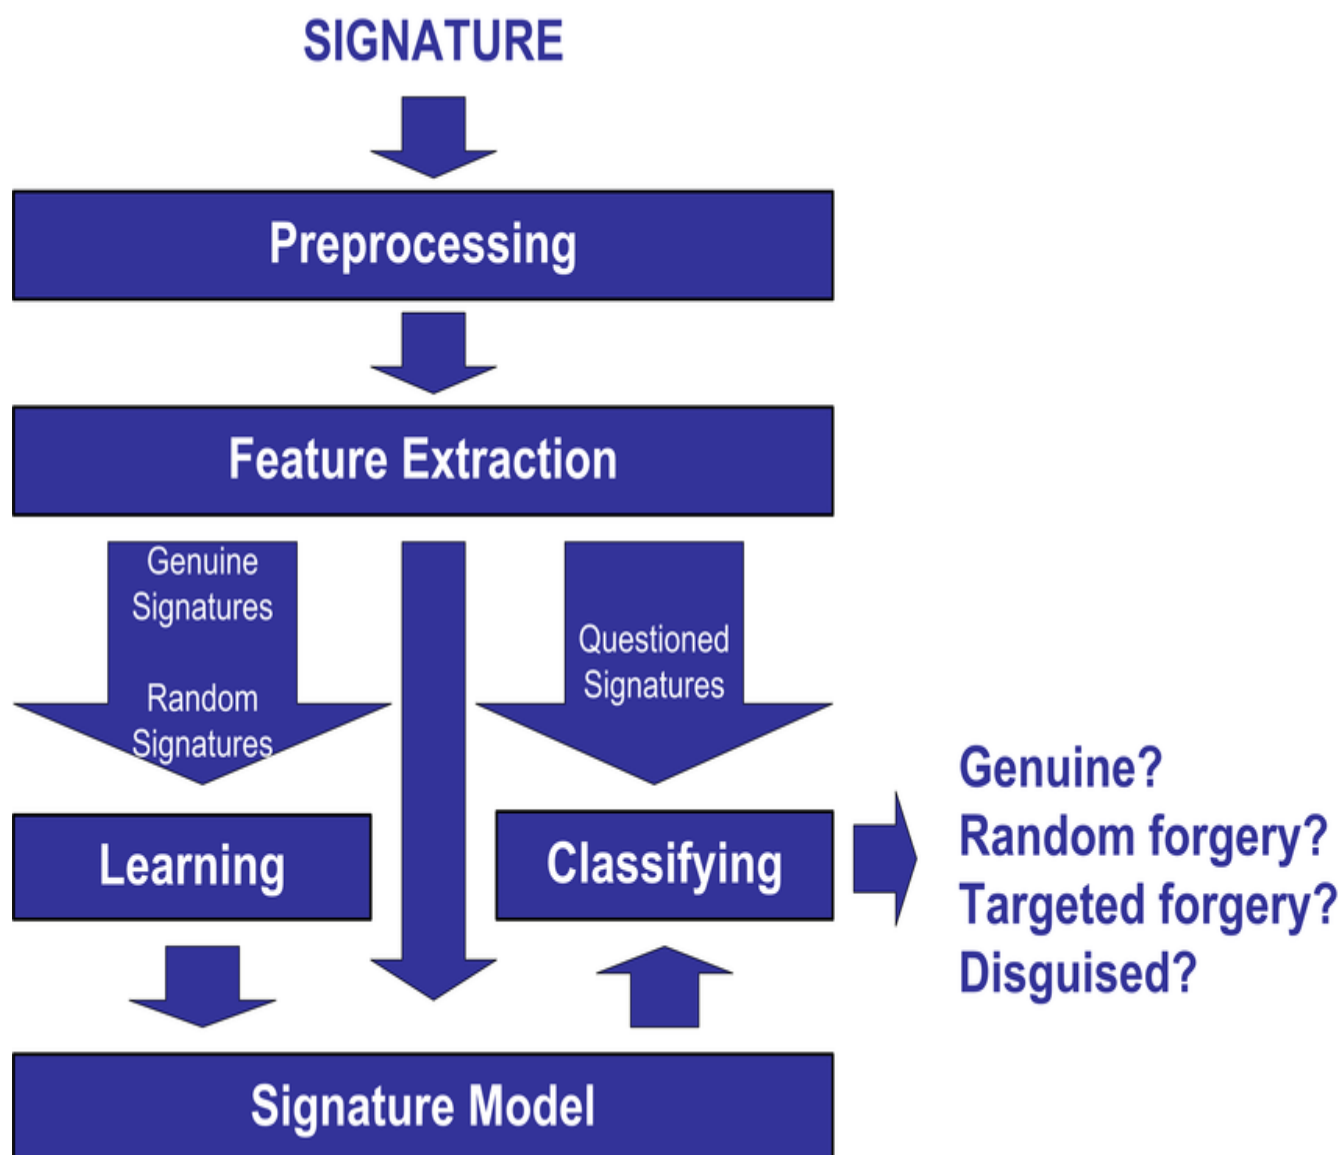 SIGNATURE
Preprocessing
Feature Extraction
Genuine
Signatures
Random
Signatures
Questioned
Signatures
Learning
Classifying
Genuine?
Random forgery?
Targeted forgery?
Disguised?
Signature Model